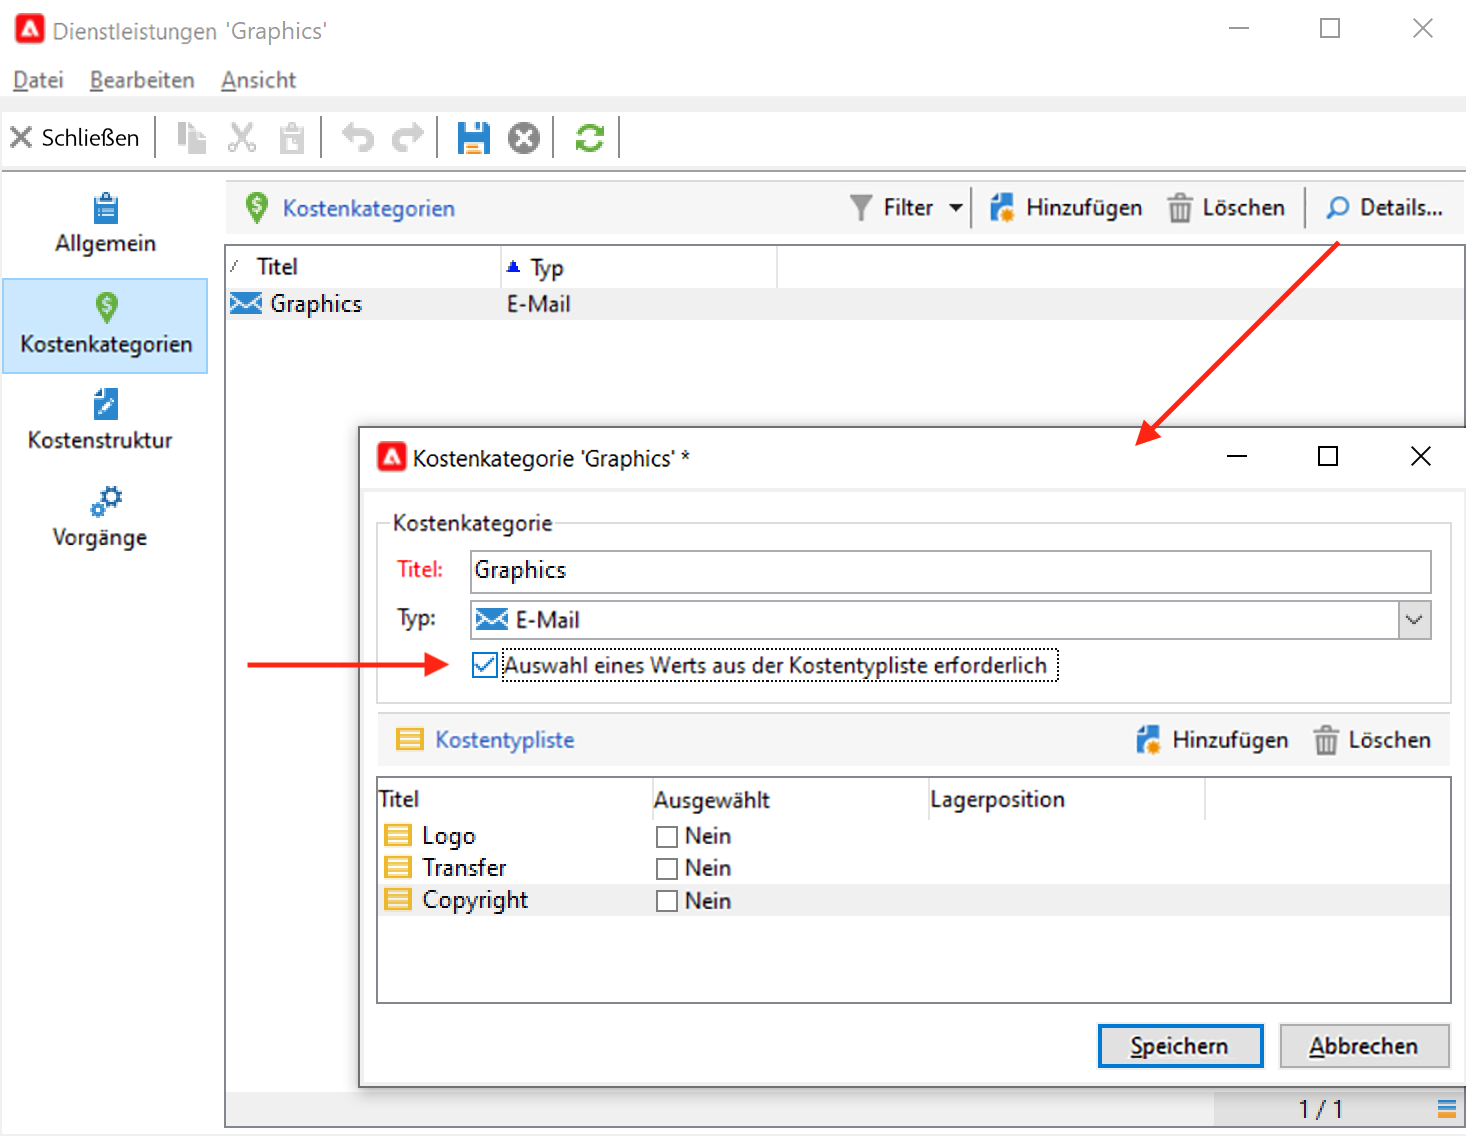 Dienstleistungen 'Graphics'
Datei Bearbeiten Ansicht
Schließen
Allgemein
Kostenkategorien
Kostenstruktur
Vorgänge
Kostenkategorien Filter Hinzufügen Löschen Details...
Titel Typ
Graphics E-Mail
Kostenkategorie 'Graphics' *
Kostenkategorie
Titel: Graphics
Typ: E-Mail
Auswahl eines Werts aus der Kostentypliste erforderlich
Kostentypliste Hinzufügen Löschen
Titel Ausgewählt Lagerposition
Logo Nein
Transfer Nein
Copyright Nein
Speichern Abbrechen
1 / 1